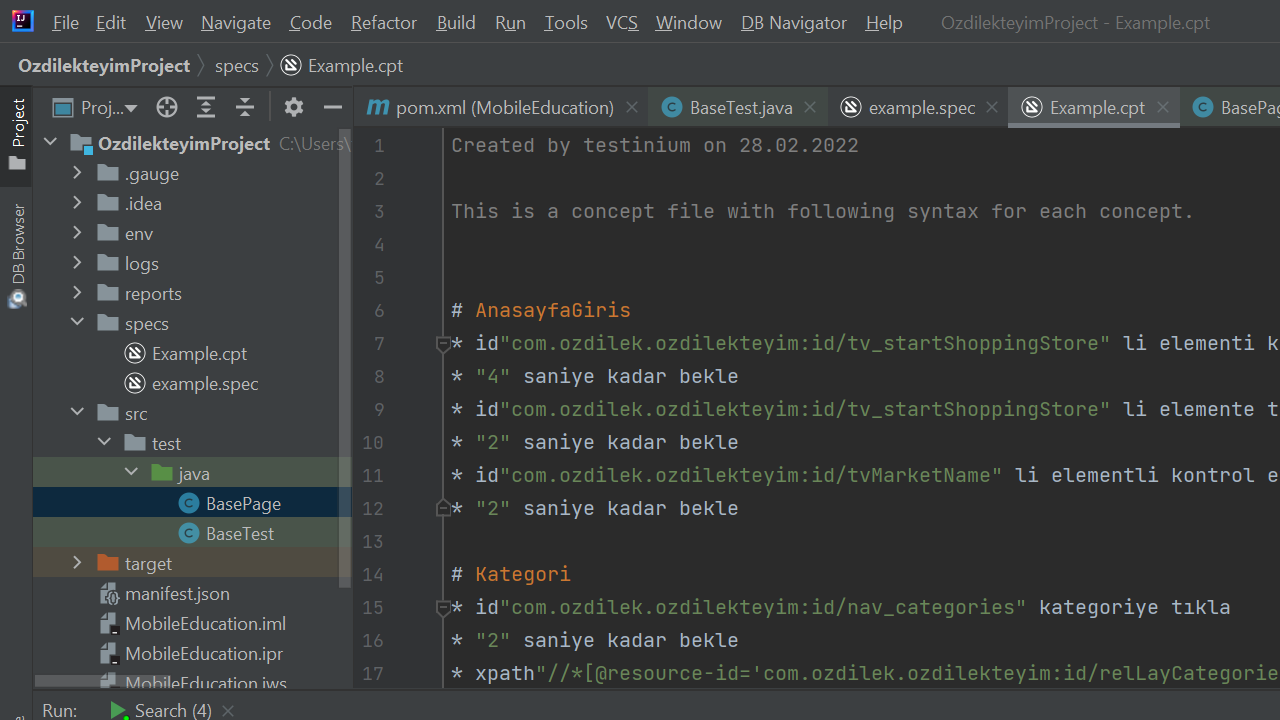 File Edit View Navigate Code Refactor Build Run Tools VCS Window DB Navigator Help OzdilekteyimProject - Example.cpt
OzdilekteyimProject specs Example.cpt
Project
DB Browser
Proj...
OzdilekteyimProject C:\Users\
.gauge
.idea
env
logs
reports
specs
Example.cpt
example.spec
src
test
java
BasePage
BaseTest
target
manifest.json
MobileEducation.iml
MobileEducation.ipr
MobileEducation.iws
pom.xml (MobileEducation) BaseTest.java example.spec Example.cpt BasePag
1 Created by testinium on 28.02.2022
2
3 This is a concept file with following syntax for each concept.
4
5
6 # AnasayfaGiris
7 * id"com.ozdilek.ozdilekteyim:id/tv_startShoppingStore" li elementi k
8 * "4" saniye kadar bekle
9 * id"com.ozdilek.ozdilekteyim:id/tv_startShoppingStore" li elemente t
10 * "2" saniye kadar bekle
11 * id"com.ozdilek.ozdilekteyim:id/tvMarketName" li elementli kontrol e
12 * "2" saniye kadar bekle
13
14 # Kategori
15 * id"com.ozdilek.ozdilekteyim:id/nav_categories" kategoriye tıkla
16 * "2" saniye kadar bekle
17 * xpath"//*[@resource-id='com.ozdilek.ozdilekteyim:id/relLayCategorie
Run: Search (4)